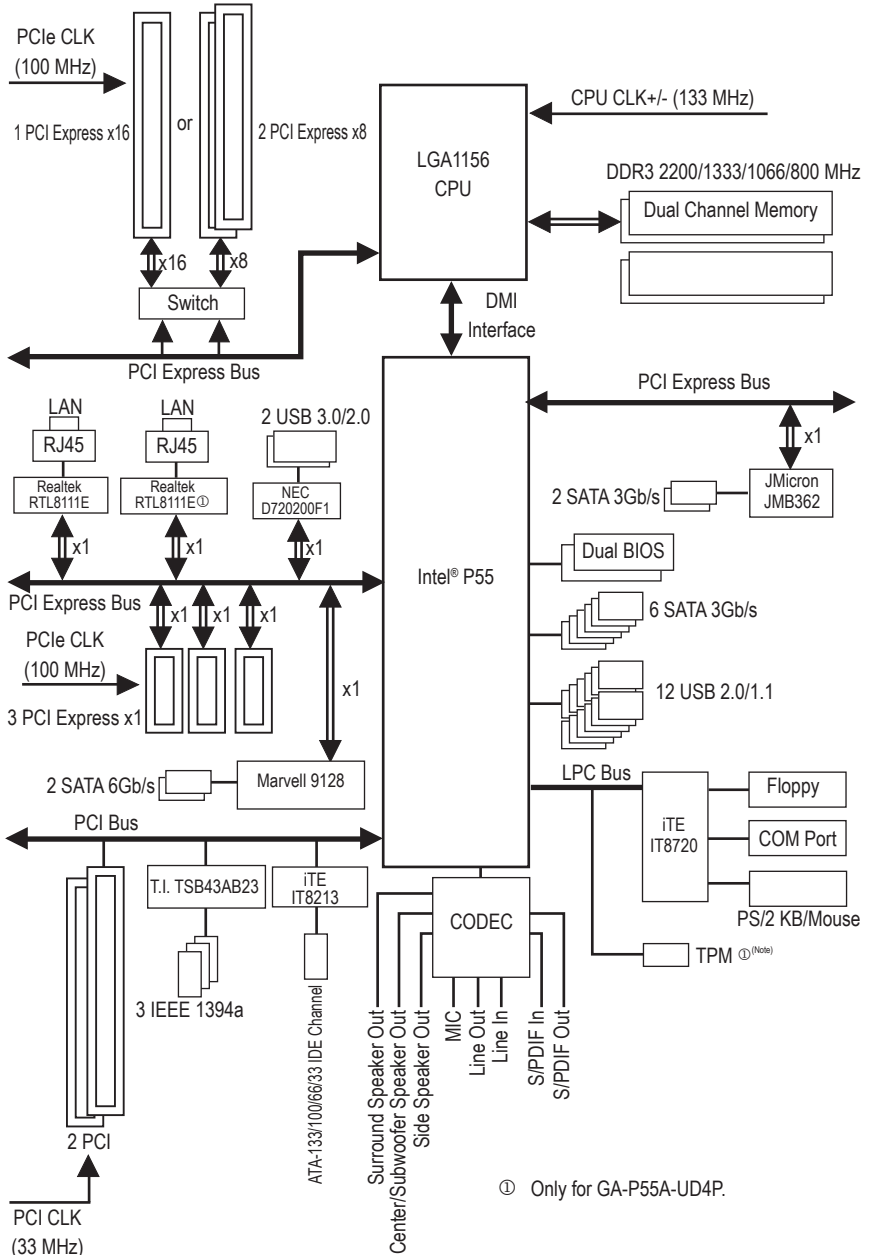 PCIe CLK
(100 MHz)
1 PCI Express x16
or
2 PCI Express x8
x16
x8
Switch
PCI Express Bus
LGA1156
CPU
CPU CLK+/- (133 MHz)
DDR3 2200/1333/1066/800 MHz
Dual Channel Memory
DMI
Interface
PCI Express Bus
x1
2 SATA 3Gb/s
JMicron
JMB362
LAN
RJ45
Realtek
RTL8111E
x1
LAN
RJ45
Realtek
RTL8111E①
x1
2 USB 3.0/2.0
NEC
D720200F1
x1
PCI Express Bus
x1
x1
x1
PCIe CLK
(100 MHz)
3 PCI Express x1
x1
2 SATA 6Gb/s
Marvell 9128
Intel® P55
Dual BIOS
6 SATA 3Gb/s
12 USB 2.0/1.1
LPC Bus
iTE
IT8720
Floppy
COM Port
PS/2 KB/Mouse
TPM ①(Note)
PCI Bus
T.I. TSB43AB23
3 IEEE 1394a
iTE
IT8213
ATA-133/100/66/33 IDE Channel
CODEC
Surround Speaker Out
Center/Subwoofer Speaker Out
Side Speaker Out
MIC
Line Out
Line In
S/PDIF In
S/PDIF Out
2 PCI
PCI CLK
(33 MHz)
① Only for GA-P55A-UD4P.